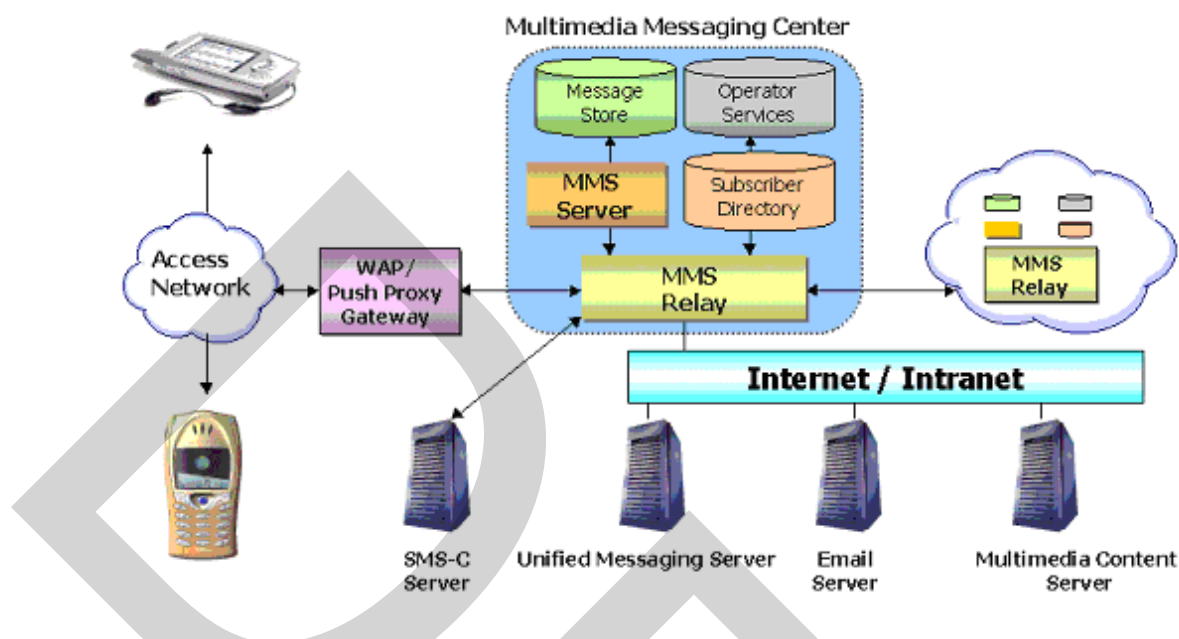 Multimedia Messaging Center
Message
Store
Operator
Services
MMS
Server
Subscriber
Directory
Access
Network
WAP/
Push Proxy
Gateway
MMS
Relay
MMS
Relay
Internet / Intranet
SMS-C
Server
Unified Messaging Server
Email
Server
Multimedia Content
Server